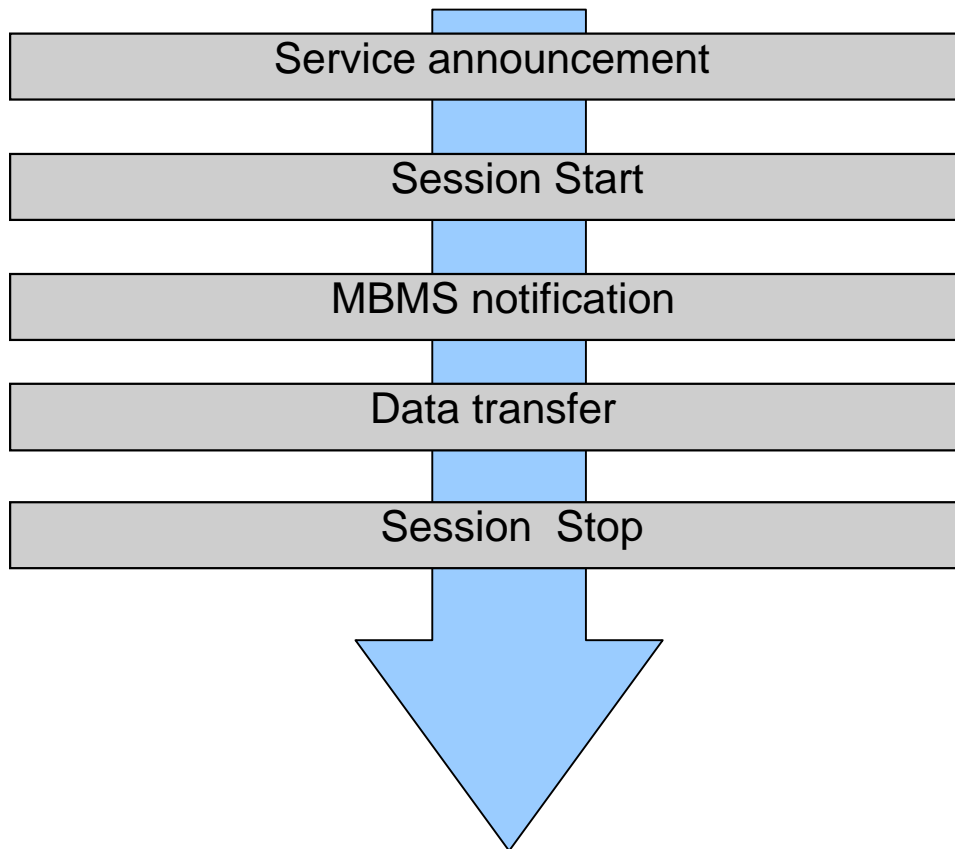 Service announcement
Session Start
MBMS notification
Data transfer
Session  Stop